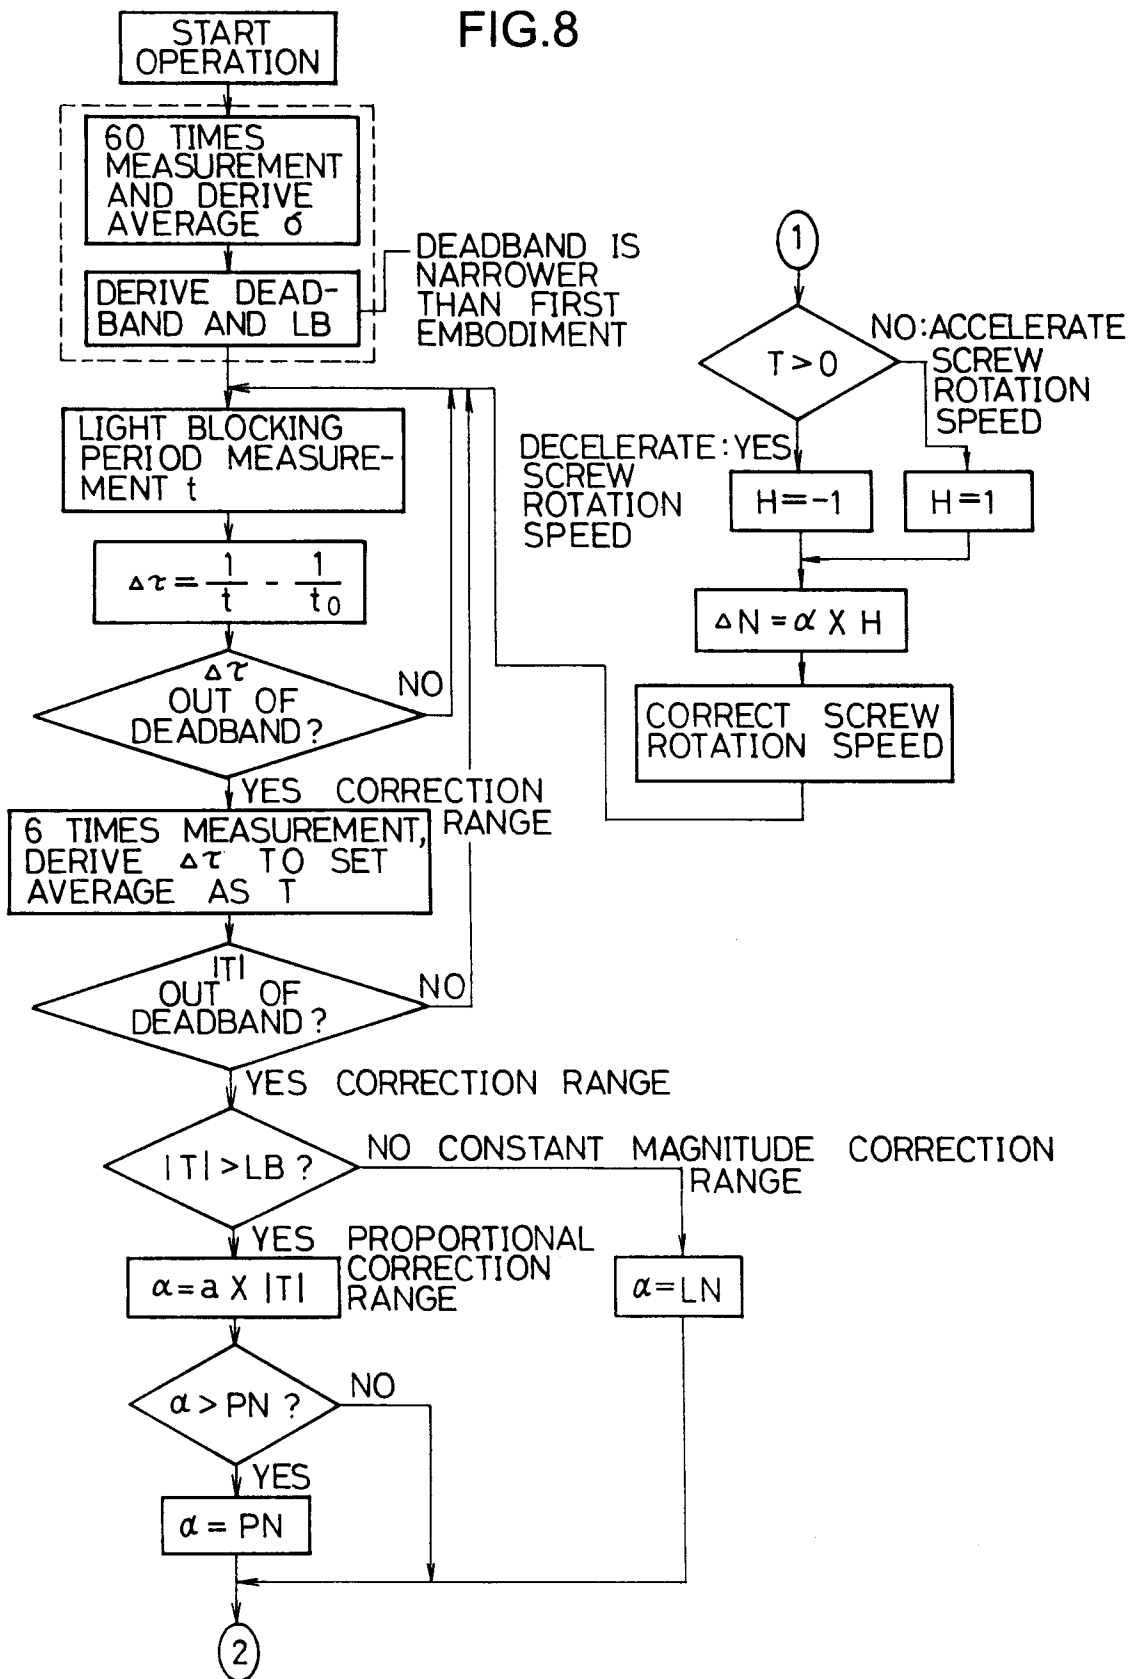 FIG.8
START
OPERATION
60 TIMES
MEASUREMENT
AND DERIVE
AVERAGE σ
DERIVE DEAD-
BAND AND LB
DEADBAND IS
NARROWER
THAN FIRST
EMBODIMENT
LIGHT BLOCKING
PERIOD MEASURE-
MENT t
Δτ = 1/t - 1/t₀
Δτ
OUT OF
DEADBAND?
NO
YES CORRECTION
RANGE
6 TIMES MEASUREMENT,
DERIVE Δτ TO SET
AVERAGE AS T
|T|
OUT OF
DEADBAND?
NO
YES CORRECTION RANGE
|T| > LB ?
NO CONSTANT MAGNITUDE CORRECTION
RANGE
YES PROPORTIONAL
CORRECTION
RANGE
α = a X |T|
α = LN
α > PN ?
NO
YES
α = PN
2
1
T > 0
NO: ACCELERATE
SCREW
ROTATION
SPEED
DECELERATE: YES
SCREW
ROTATION
SPEED
H = -1
H = 1
ΔN = α X H
CORRECT SCREW
ROTATION SPEED